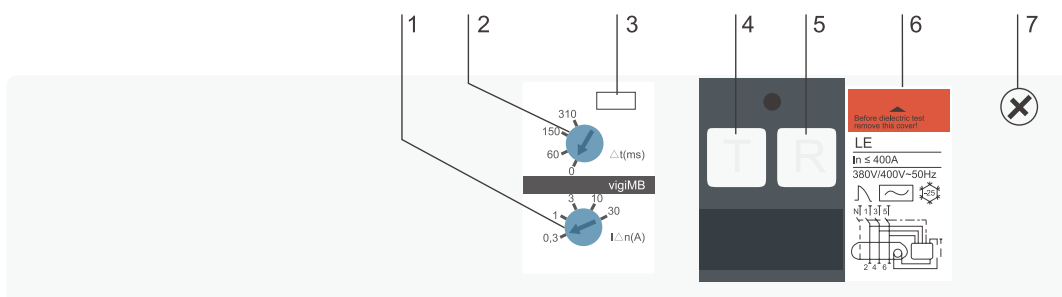 1 2 3 4 5 6 7
310
150
60
0
△t(ms)
vigiMB
3 10
1 30
0,3 I△n(A)
T R
Before dielectric test
remove this cover!
LE
In ≤ 400A
380V/400V~50Hz
-25
N 1 3 5
T
2 4 6